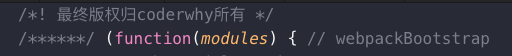 /*! 最终版权归coderwhy所有 */
/******/ (function(modules) { // webpackBootstrap